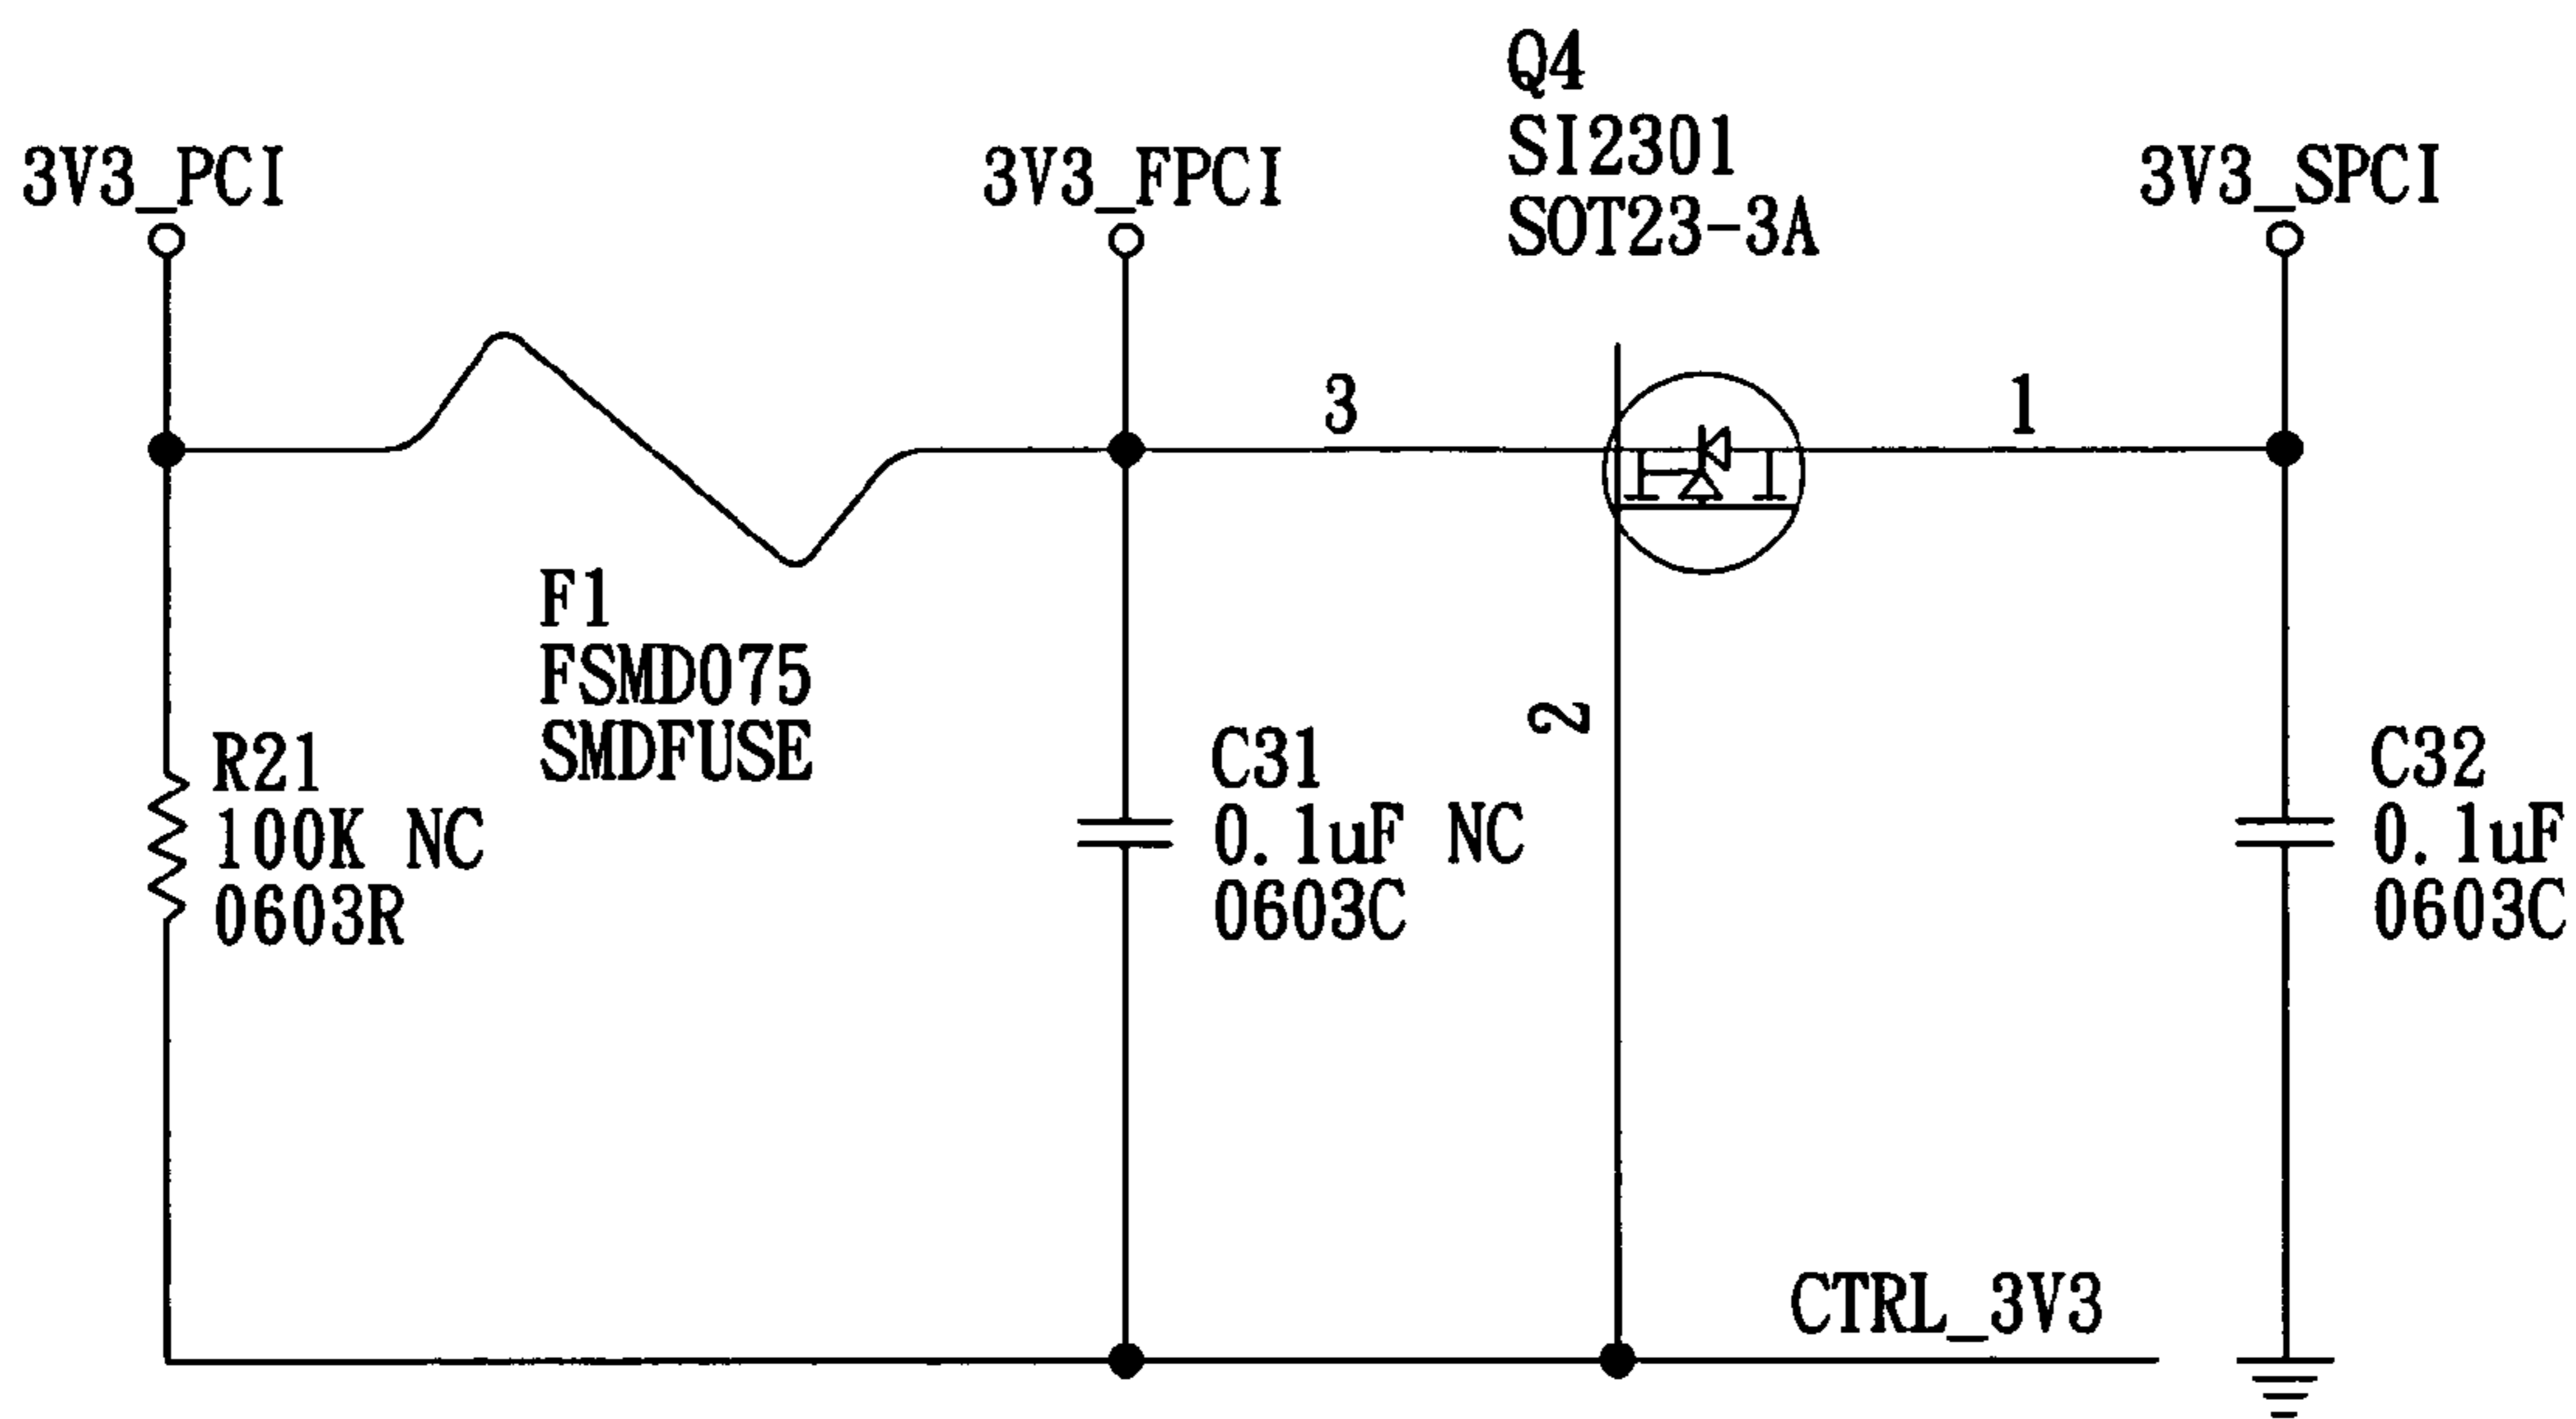 Q4
SI2301
SOT23-3A
3V3_PCI
3V3_FPCI
3V3_SPCI
3
1
F1
FSMD075
SMDFUSE
2
R21
100K NC
0603R
C31
0.1uF NC
0603C
C32
0.1uF
0603C
CTRL_3V3